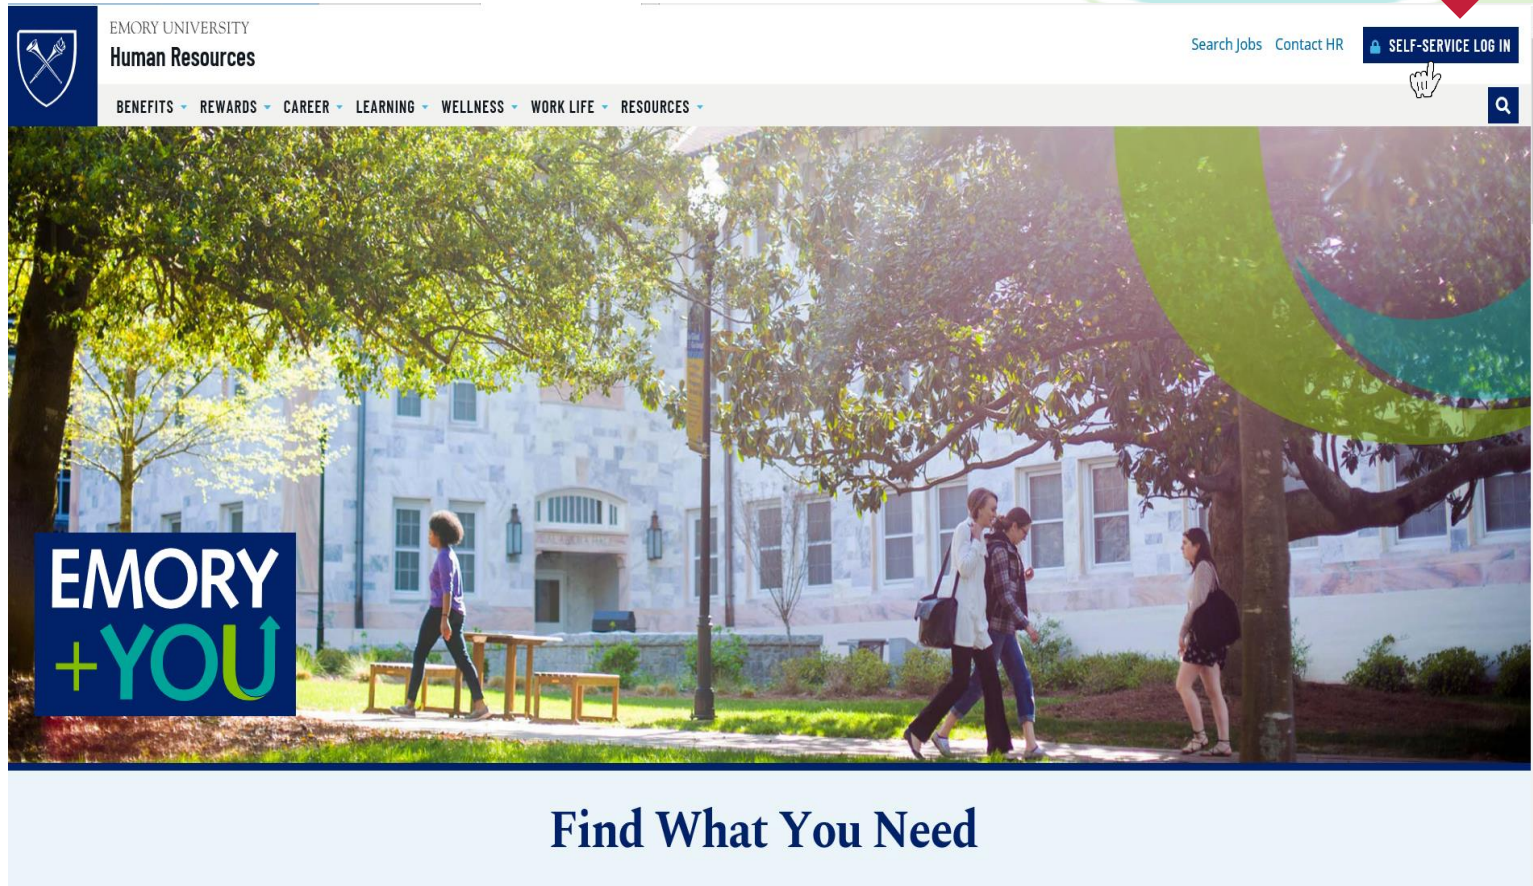 EMORY UNIVERSITY
Human Resources
Search Jobs Contact HR SELF-SERVICE LOG IN
BENEFITS REWARDS CAREER LEARNING WELLNESS WORK LIFE RESOURCES
EMORY
+YOU
Find What You Need